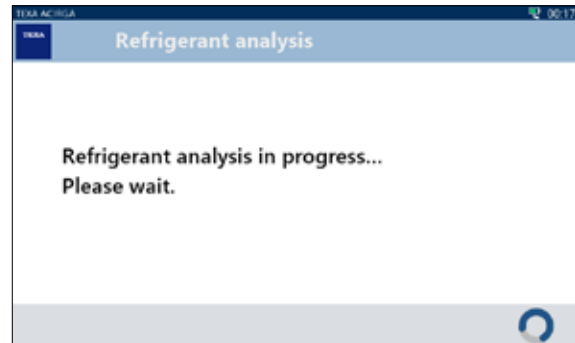 TEXA ACIRGA
00:17
TEXA
Refrigerant analysis
Refrigerant analysis in progress...
Please wait.